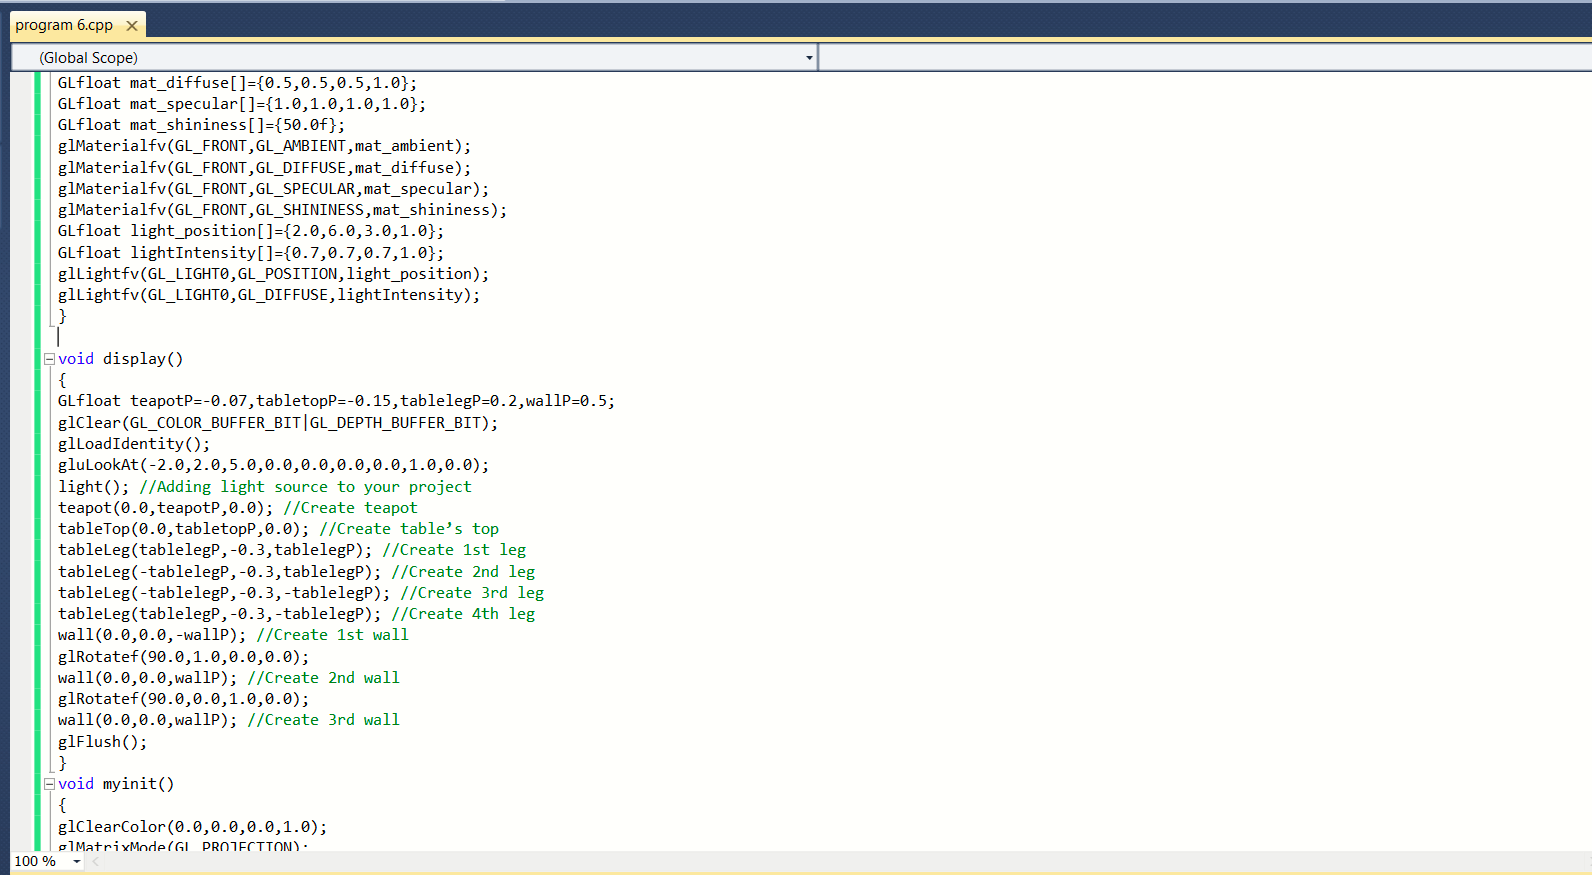 program 6.cpp
(Global Scope)
GLfloat mat_diffuse[]={0.5,0.5,0.5,1.0};
GLfloat mat_specular[]={1.0,1.0,1.0,1.0};
GLfloat mat_shininess[]={50.0f};
glMaterialfv(GL_FRONT,GL_AMBIENT,mat_ambient);
glMaterialfv(GL_FRONT,GL_DIFFUSE,mat_diffuse);
glMaterialfv(GL_FRONT,GL_SPECULAR,mat_specular);
glMaterialfv(GL_FRONT,GL_SHININESS,mat_shininess);
GLfloat light_position[]={2.0,6.0,3.0,1.0};
GLfloat lightIntensity[]={0.7,0.7,0.7,1.0};
glLightfv(GL_LIGHT0,GL_POSITION,light_position);
glLightfv(GL_LIGHT0,GL_DIFFUSE,lightIntensity);
}
void display()
{
GLfloat teapotP=-0.07,tabletopP=-0.15,tablelegP=0.2,wallP=0.5;
glClear(GL_COLOR_BUFFER_BIT|GL_DEPTH_BUFFER_BIT);
glLoadIdentity();
gluLookAt(-2.0,2.0,5.0,0.0,0.0,0.0,0.0,1.0,0.0);
light(); //Adding light source to your project
teapot(0.0,teapotP,0.0); //Create teapot
tableTop(0.0,tabletopP,0.0); //Create table’s top
tableLeg(tablelegP,-0.3,tablelegP); //Create 1st leg
tableLeg(-tablelegP,-0.3,tablelegP); //Create 2nd leg
tableLeg(-tablelegP,-0.3,-tablelegP); //Create 3rd leg
tableLeg(tablelegP,-0.3,-tablelegP); //Create 4th leg
wall(0.0,0.0,-wallP); //Create 1st wall
glRotatef(90.0,1.0,0.0,0.0);
wall(0.0,0.0,wallP); //Create 2nd wall
glRotatef(90.0,0.0,1.0,0.0);
wall(0.0,0.0,wallP); //Create 3rd wall
glFlush();
}
void myinit()
{
glClearColor(0.0,0.0,0.0,1.0);
glMatrixMode(GL_PROJECTION);
100 %